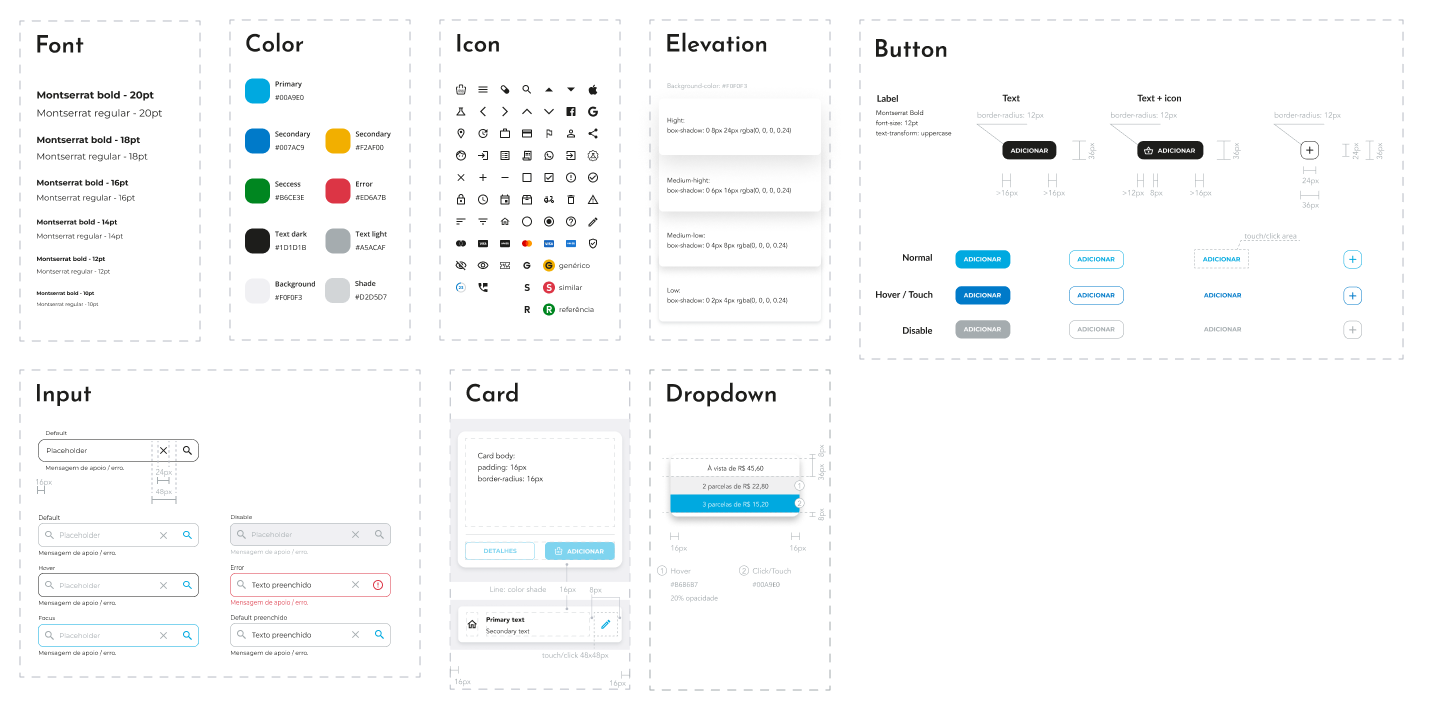 Font
Montserrat bold - 20pt
Montserrat regular - 20pt
Montserrat bold - 18pt
Montserrat regular - 18pt
Montserrat bold - 16pt
Montserrat regular - 16pt
Montserrat bold - 14pt
Montserrat regular - 14pt
Montserrat bold - 12pt
Montserrat regular - 12pt
Montserrat bold - 10pt
Montserrat regular - 10pt
Color
Primary
#00A9E0
Secondary
#007AC9
Secondary
#F2AF00
Seccess
#B6CE3E
Error
#ED6A7B
Text dark
#1D1D1B
Text light
#A5ACAF
Background
#F0F0F3
Shade
#D2D5D7
Icon
G genérico
S similar
R referência
Elevation
Background-color: #F0F0F3
Hight:
box-shadow: 0 8px 24px rgba(0, 0, 0, 0.24)
Medium-hight:
box-shadow: 0 6px 16px rgba(0, 0, 0, 0.24)
Medium-low:
box-shadow: 0 4px 8px rgba(0, 0, 0, 0.24)
Low:
box-shadow: 0 2px 4px rgba(0, 0, 0, 0.24)
Button
Label
Montserrat Bold
font-size: 12pt
text-transform: uppercase
Text
border-radius: 12px
ADICIONAR
36px
>16px >16px
Text + icon
border-radius: 12px
ADICIONAR
36px
>12px 8px >16px
border-radius: 12px
24px 36px
24px
36px
touch/click area
Normal ADICIONAR ADICIONAR ADICIONAR
Hover / Touch ADICIONAR ADICIONAR ADICIONAR
Disable ADICIONAR ADICIONAR ADICIONAR
Input
Default
Placeholder
Mensagem de apoio / erro.
16px
24px
48px
Default
Placeholder
Mensagem de apoio / erro.
Hover
Placeholder
Mensagem de apoio / erro.
Focus
Placeholder
Mensagem de apoio / erro.
Disable
Placeholder
Mensagem de apoio / erro.
Error
Texto preenchido
Mensagem de apoio / erro.
Default preenchido
Texto preenchido
Mensagem de apoio / erro.
Card
Card body:
padding: 16px
border-radius: 16px
DETALHES ADICIONAR
Line: color shade 16px 8px
Primary text
Secondary text
touch/click 48x48px
16px 16px
Dropdown
À vista de R$ 45,60
2 parcelas de R$ 22,80 1
3 parcelas de R$ 15,20 2
8px
36px
8px
16px 16px
1 Hover
#B6B6B7
20% opacidade
2 Click/Touch
#00A9E0